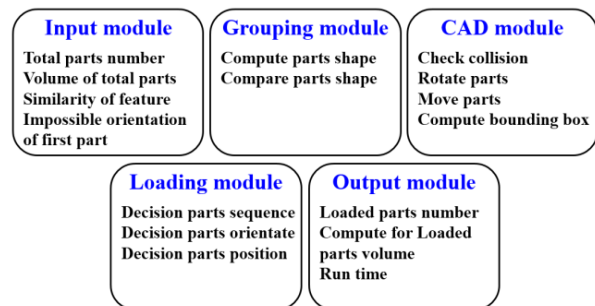 Input module
Total parts number
Volume of total parts
Similarity of feature
Impossible orientation
of first part
Grouping module
Compute parts shape
Compare parts shape
CAD module
Check collision
Rotate parts
Move parts
Compute bounding box
Loading module
Decision parts sequence
Decision parts orientate
Decision parts position
Output module
Loaded parts number
Compute for Loaded
parts volume
Run time